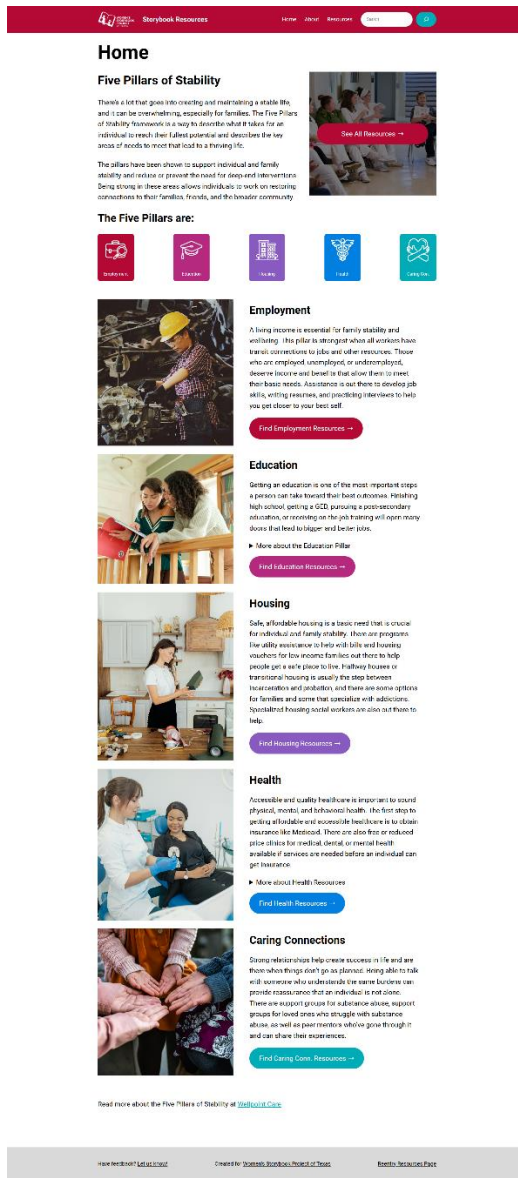 WOMEN'S STORYBOOK PROJECT OF TEXAS Storybook Resources Home About Resources Search
Home
Five Pillars of Stability
There's a lot that goes into creating and maintaining a stable life,
and it can be overwhelming, especially for families. The Five Pillars
of Stability framework is a way to describe what it takes for an
individual to reach their fullest potential and describes the key
areas of needs to meet that lead to a thriving life.
The pillars have been shown to support individual and family
stability and reduce or prevent the need for deep-end interventions.
Being strong in these areas allows individuals to work on restoring
connections to their families, friends, and the broader community.
See All Resources →
The Five Pillars are:
Employment Education Housing Health Caring Con.
Employment
A living income is essential for family stability and
wellbeing. This pillar is strongest when all workers have
transit connections to jobs and other resources. Those
who are employed, unemployed, or underemployed,
deserve income and benefits that allow them to meet
their basic needs. Assistance is out there to develop job
skills, writing resumes, and practicing interviews to help
you get closer to your best self.
Find Employment Resources →
Education
Getting an education is one of the most important steps
a person can take toward their best outcomes. Finishing
high school, getting a GED, pursuing a post-secondary
education, or receiving on the job training will open many
doors that lead to bigger and better jobs.
▶ More about the Education Pillar
Find Education Resources →
Housing
Safe, affordable housing is a basic need that is crucial
for individual and family stability. There are programs
like utility assistance to help with bills and housing
vouchers for low income families out there to help
people get a safe place to live. Halfway houses or
transitional housing is usually the step between
incarceration and probation, and there are some options
for families and some that specialize with addictions.
Specialized housing social workers are also out there to
help.
Find Housing Resources →
Health
Accessible and quality healthcare is important to sound
physical, mental, and behavioral health. The first step to
getting affordable and accessible healthcare is to obtain
insurance like Medicaid. There are also free or reduced
price clinics for medical, dental, or mental health
available if services are needed before an individual can
get insurance.
▶ More about Health Resources
Find Health Resources →
Caring Connections
Strong relationships help create success in life and are
there when things don't go as planned. Being able to talk
with someone who understands the same burdens can
provide reassurance that an individual is not alone.
There are support groups for substance abuse, support
groups for loved ones who struggle with substance
abuse, as well as peer mentors who've gone through it
and can share their experiences.
Find Caring Conn. Resources →
Read more about the Five Pillars of Stability at Wellpoint Care
Have feedback? Let us know! Created for Women's Storybook Project of Texas Reentry Resources Page